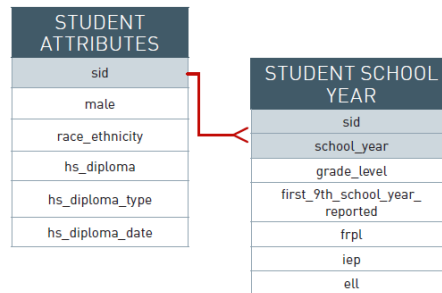 STUDENT
ATTRIBUTES
sid
male
race_ethnicity
hs_diploma
hs_diploma_type
hs_diploma_date
STUDENT SCHOOL
YEAR
sid
school_year
grade_level
first_9th_school_year_
reported
frpl
iep
ell